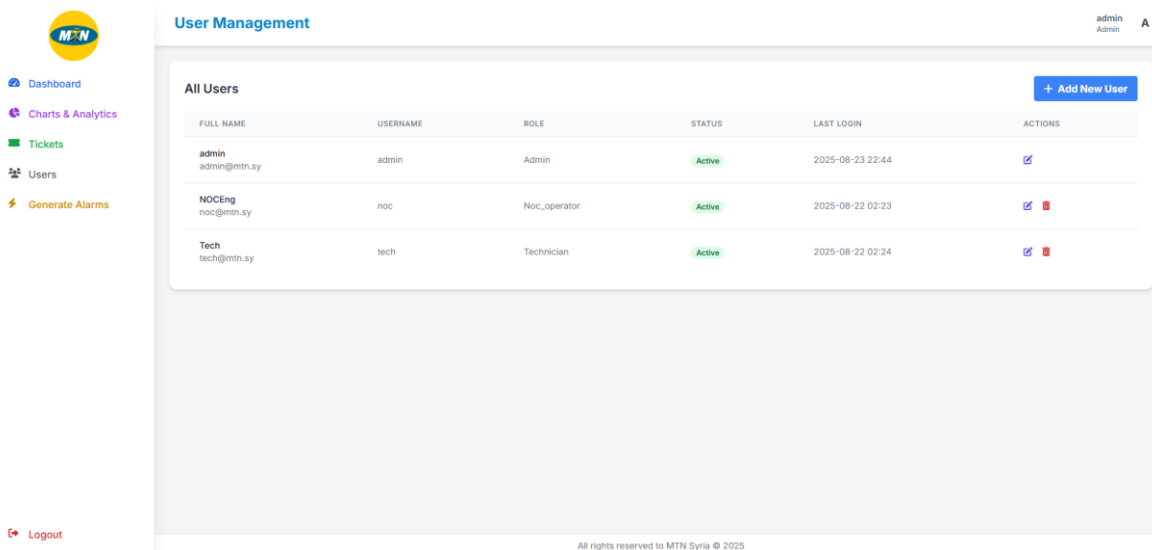 MTN
User Management
admin
Admin
A
Dashboard
Charts & Analytics
Tickets
Users
Generate Alarms
Logout
All Users
+ Add New User
FULL NAME USERNAME ROLE STATUS LAST LOGIN ACTIONS
admin
admin@mtn.sy
admin Admin Active 2025-08-23 22:44
NOCEng
noc@mtn.sy
noc Noc_operator Active 2025-08-22 02:23
Tech
tech@mtn.sy
tech Technician Active 2025-08-22 02:24
All rights reserved to MTN Syria © 2025